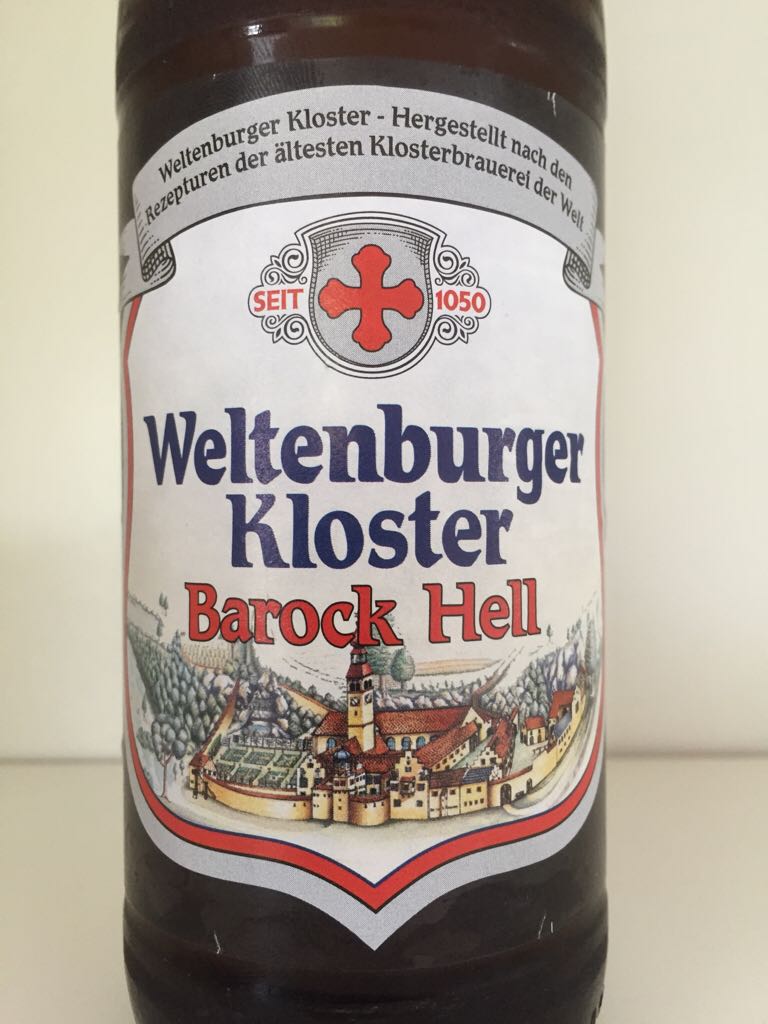 Weltenburger Kloster - Hergestellt nach den
Rezepturen der ältesten Klosterbrauerei der Welt
SEIT 1050
Weltenburger
Kloster
Barock Hell